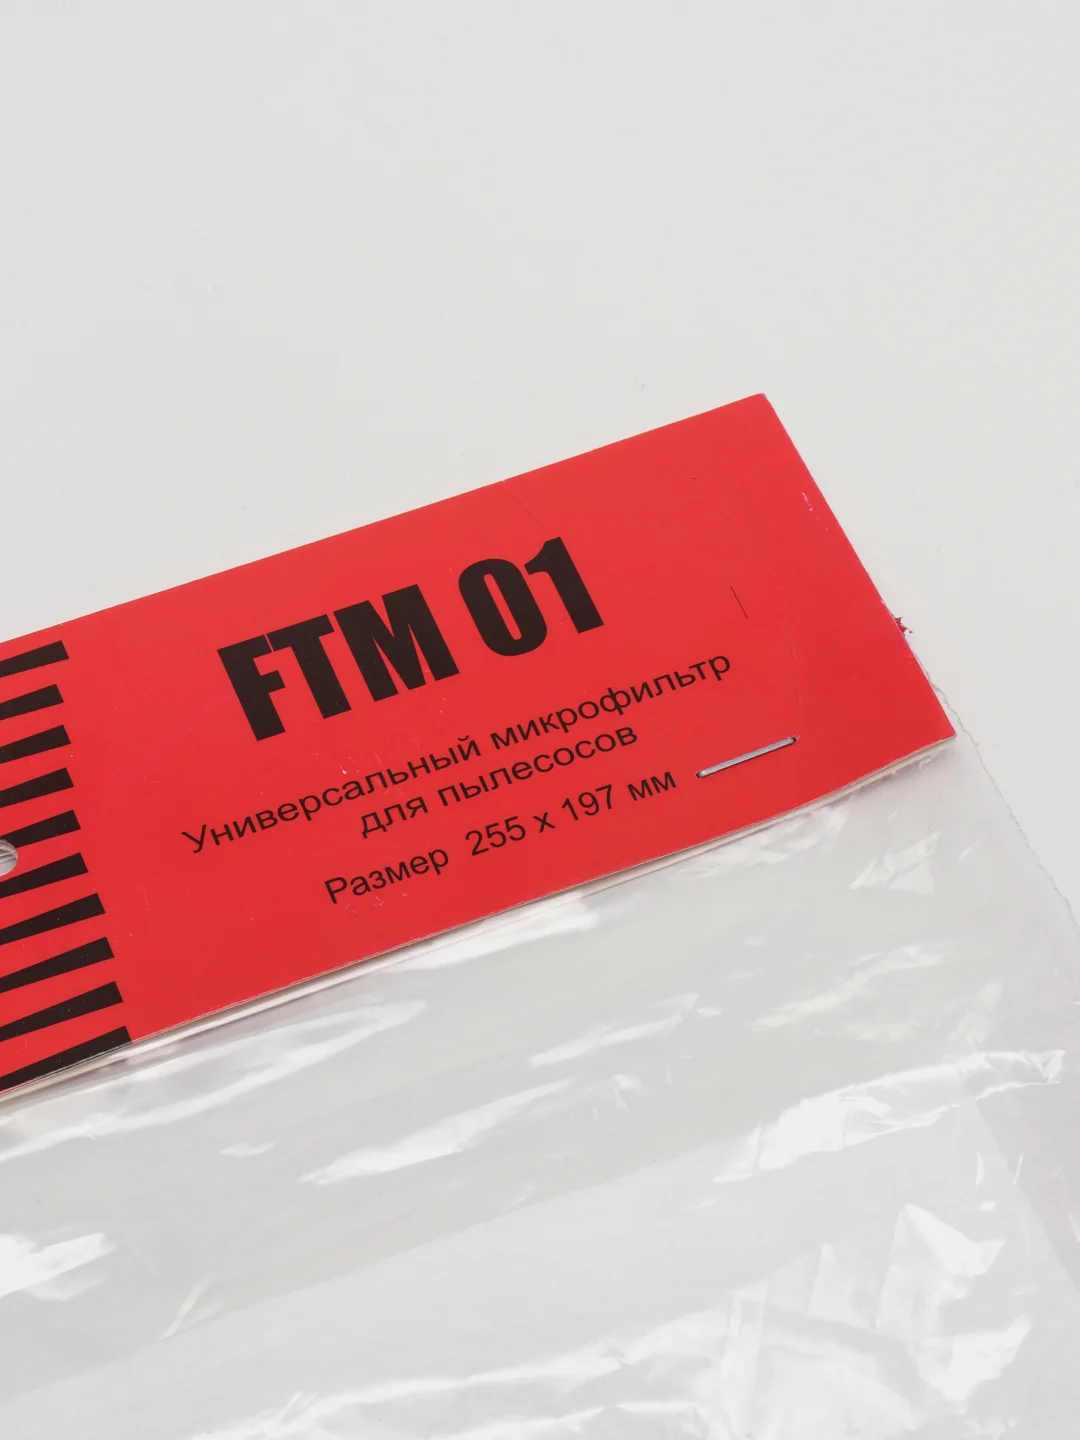 FTM 01
Универсальный микрофильтр
для пылесосов
Размер 255 х 197 мм